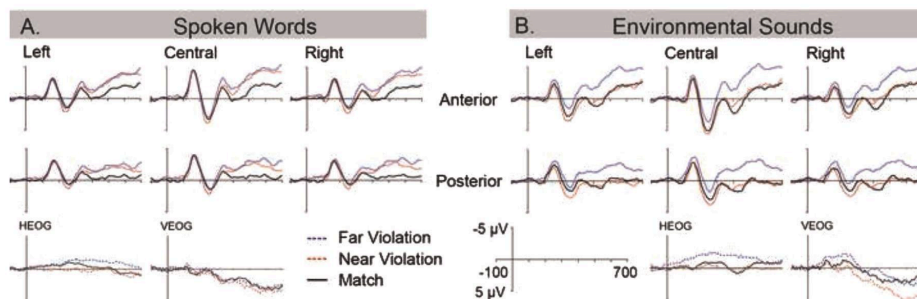 A. Spoken Words
B. Environmental Sounds
Left Central Right
Left Central Right
Anterior
Posterior
HEOG VEOG
Far Violation
Near Violation
Match
-5 µV
-100 700
5 µV
HEOG VEOG